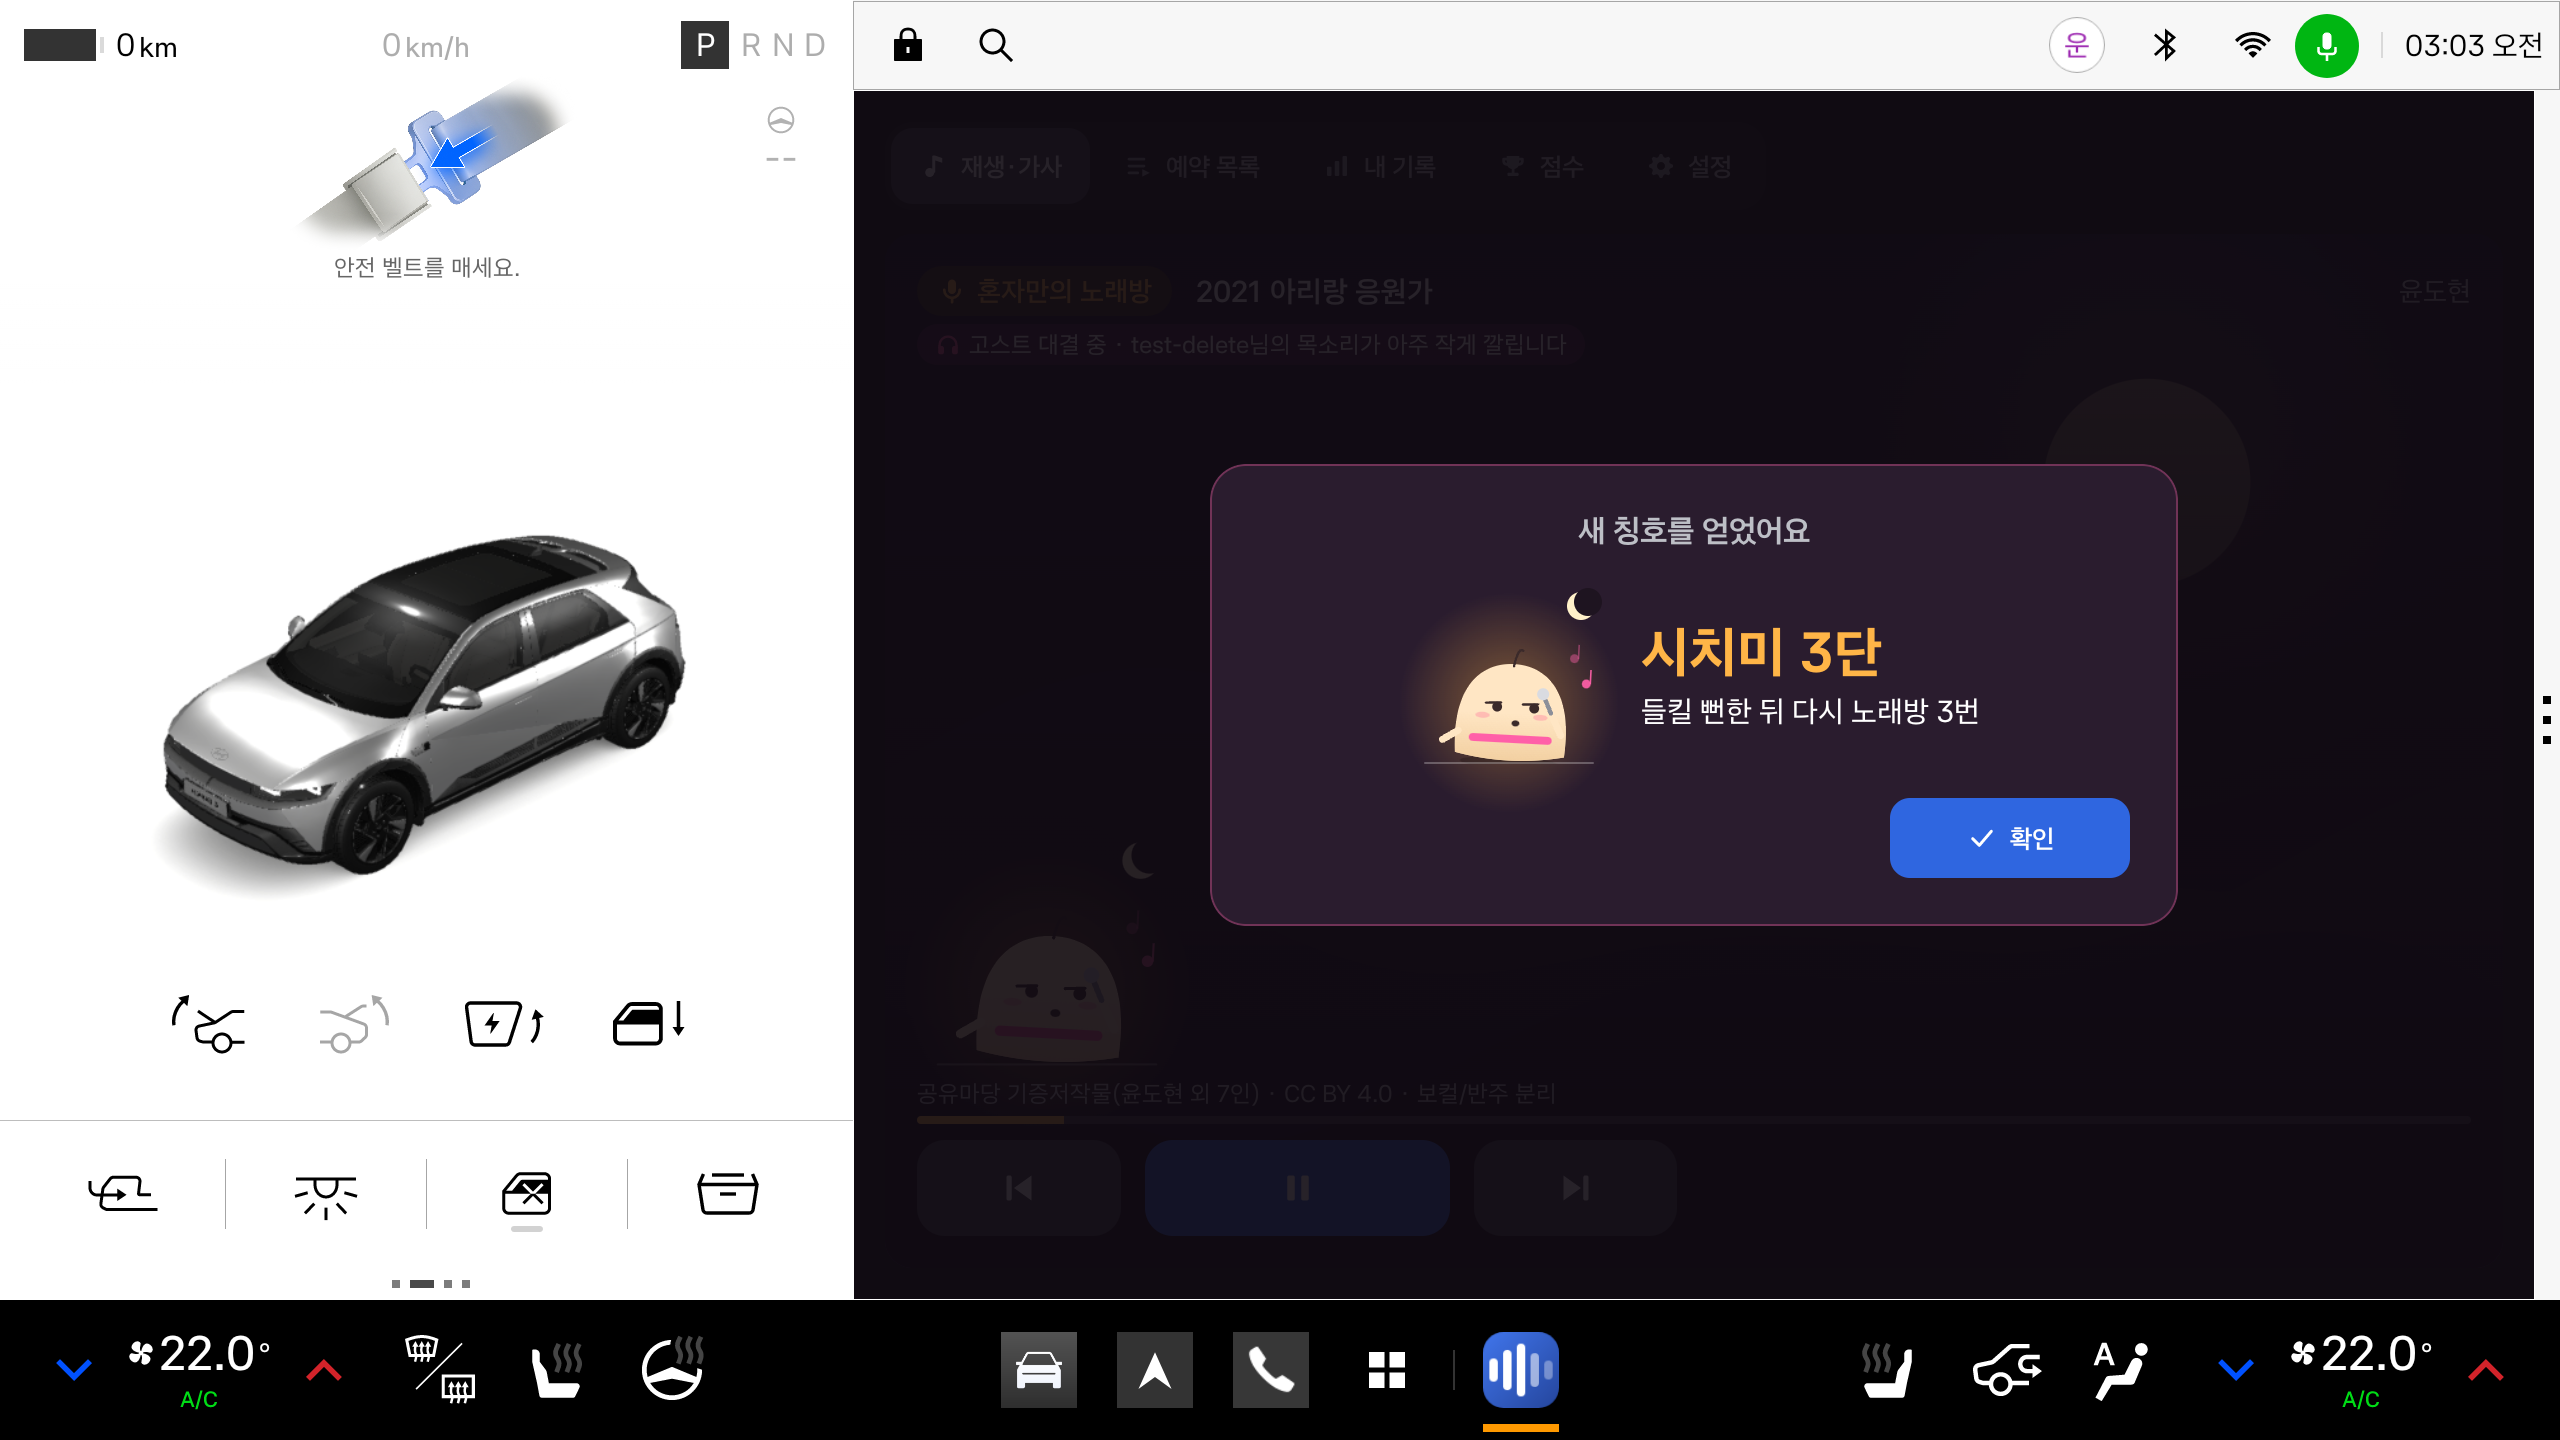 0 km
0 km/h
P R N D
운
03:03 오전
안전 벨트를 매세요.
재생·가사
예약 목록
내 기록
점수
설정
혼자만의 노래방
2021 아리랑 응원가
윤도현
고스트 대결 중 · test-delete님의 목소리가 아주 작게 깔립니다
새 칭호를 얻었어요
시치미 3단
들킬 뻔한 뒤 다시 노래방 3번
확인
공유마당 기증저작물(윤도현 외 7인) · CC BY 4.0 · 보컬/반주 분리
22.0°
A/C
A
22.0°
A/C